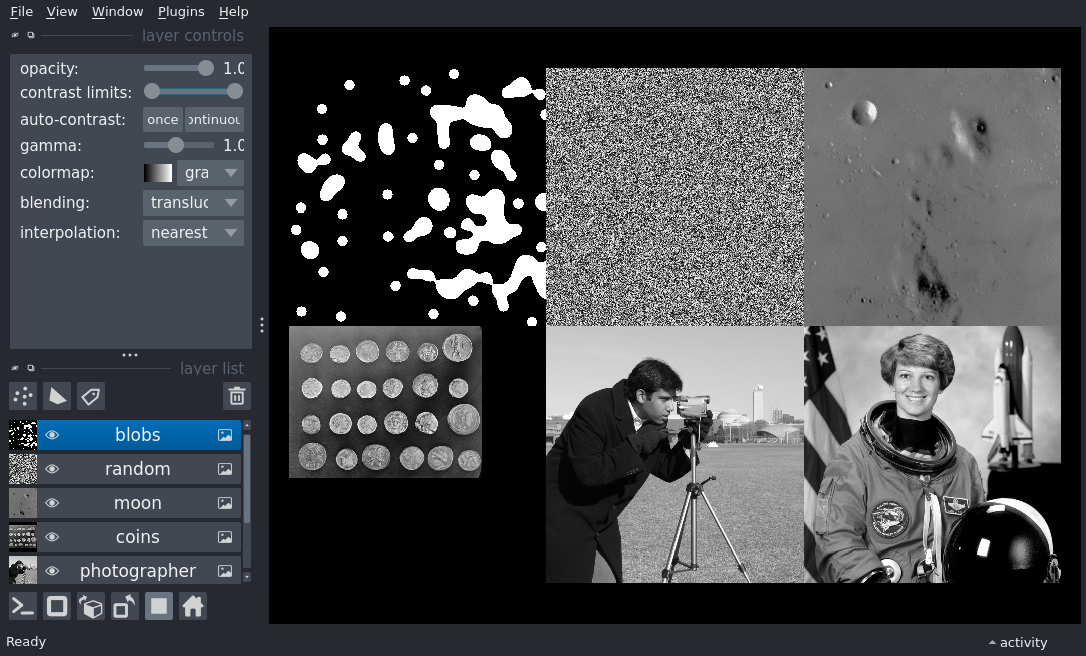 File View Window Plugins Help
layer controls
opacity: 1.0
contrast limits:
auto-contrast: once ontinuou
gamma: 1.0
colormap: gra
blending: transluc
interpolation: nearest
layer list
blobs
random
moon
coins
photographer
Ready
activity